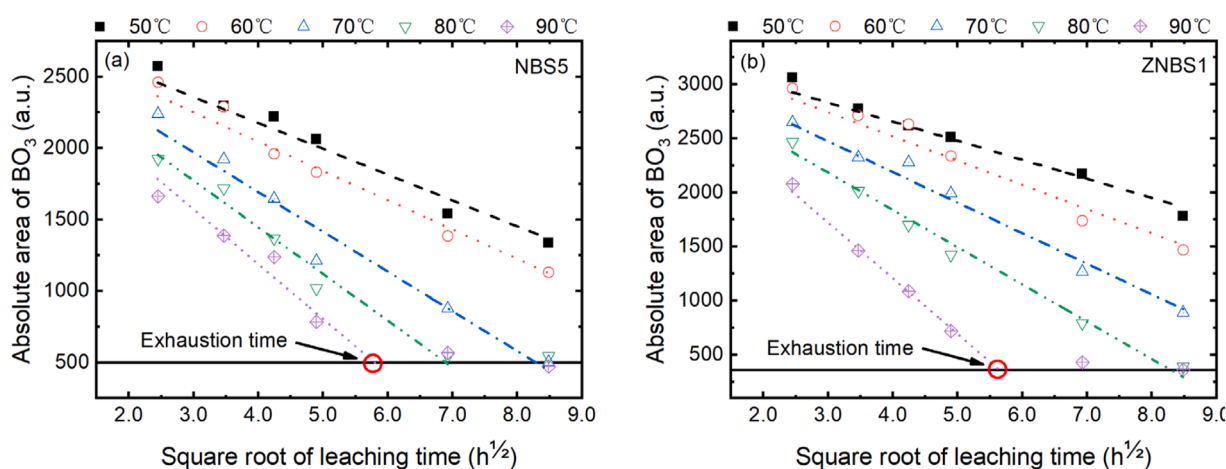 50℃ 60℃ 70℃ 80℃ 90℃
(a) NBS5
Absolute area of BO₃ (a.u.)
2500
2000
1500
1000
500
Exhaustion time
2.0 3.0 4.0 5.0 6.0 7.0 8.0 9.0
Square root of leaching time (h^½)
50℃ 60℃ 70℃ 80℃ 90℃
(b) ZNBS1
Absolute area of BO₃ (a.u.)
3000
2500
2000
1500
1000
500
Exhaustion time
2.0 3.0 4.0 5.0 6.0 7.0 8.0 9.0
Square root of leaching time (h^½)